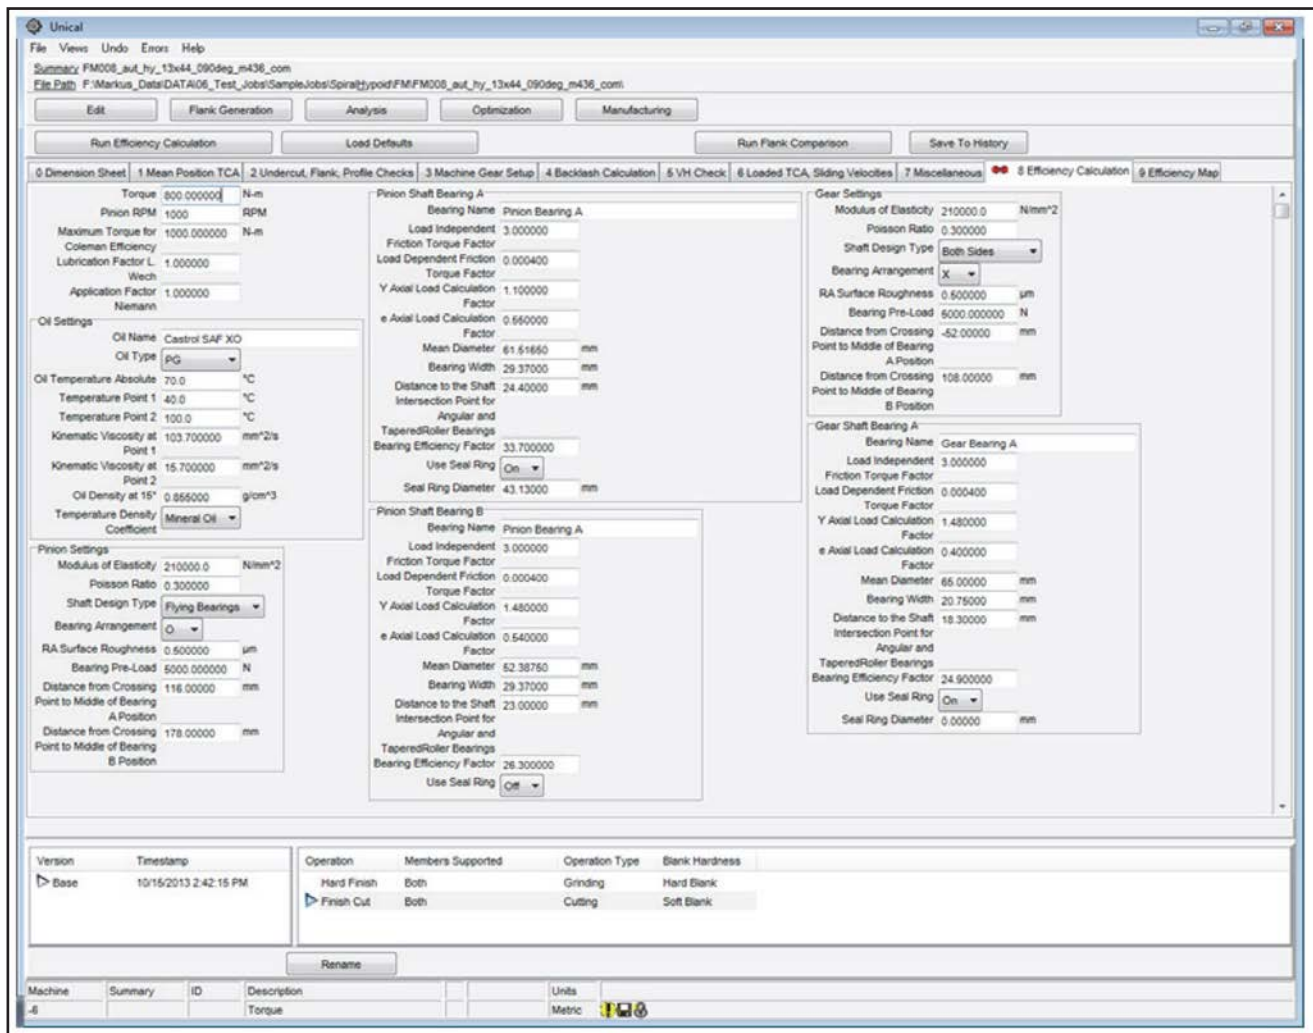 Unical
File Views Undo Errors Help
Summary FM008_aut_hy_13x44_090deg_m436_com
File Path F:\Markus_Data\DATA\06_Test_Jobs\SampleJobs\SpiralHypoid\FM\FM008_aut_hy_13x44_090deg_m436_com\
Edit Flank Generation Analysis Optimization Manufacturing
Run Efficiency Calculation Load Defaults Run Flank Comparison Save To History
0 Dimension Sheet 1 Mean Position TCA 2 Undercut, Flank, Profile Checks 3 Machine Gear Setup 4 Backlash Calculation 5 VH Check 6 Loaded TCA, Sliding Velocities 7 Miscellaneous 8 Efficiency Calculation 9 Efficiency Map
Torque 800.000000 N-m
Pinion RPM 1000 RPM
Maximum Torque for 1000.000000 N-m
Coleman Efficiency
Lubrication Factor L. 1.000000
Wech
Application Factor 1.000000
Niemann
Oil Settings
Oil Name Castrol SAF XO
Oil Type PG
Oil Temperature Absolute 70.0 °C
Temperature Point 1 40.0 °C
Temperature Point 2 100.0 °C
Kinematic Viscosity at 103.700000 mm^2/s
Point 1
Kinematic Viscosity at 15.700000 mm^2/s
Point 2
Oil Density at 15° 0.855000 g/cm^3
Temperature Density Mineral Oil
Coefficient
Pinion Settings
Modulus of Elasticity 210000.0 N/mm^2
Poisson Ratio 0.300000
Shaft Design Type Flying Bearings
Bearing Arrangement O
RA Surface Roughness 0.500000 µm
Bearing Pre-Load 5000.000000 N
Distance from Crossing 116.00000 mm
Point to Middle of Bearing
A Position
Distance from Crossing 178.00000 mm
Point to Middle of Bearing
B Position
Pinion Shaft Bearing A
Bearing Name Pinion Bearing A
Load Independent 3.000000
Friction Torque Factor
Load Dependent Friction 0.000400
Torque Factor
Y Axial Load Calculation 1.100000
Factor
e Axial Load Calculation 0.550000
Factor
Mean Diameter 61.51650 mm
Bearing Width 29.37000 mm
Distance to the Shaft 24.40000 mm
Intersection Point for
Angular and
TaperedRoller Bearings
Bearing Efficiency Factor 33.700000
Use Seal Ring On
Seal Ring Diameter 43.13000 mm
Pinion Shaft Bearing B
Bearing Name Pinion Bearing A
Load Independent 3.000000
Friction Torque Factor
Load Dependent Friction 0.000400
Torque Factor
Y Axial Load Calculation 1.480000
Factor
e Axial Load Calculation 0.540000
Factor
Mean Diameter 52.38750 mm
Bearing Width 29.37000 mm
Distance to the Shaft 23.00000 mm
Intersection Point for
Angular and
TaperedRoller Bearings
Bearing Efficiency Factor 26.300000
Use Seal Ring Off
Gear Settings
Modulus of Elasticity 210000.0 N/mm^2
Poisson Ratio 0.300000
Shaft Design Type Both Sides
Bearing Arrangement X
RA Surface Roughness 0.500000 µm
Bearing Pre-Load 5000.000000 N
Distance from Crossing -52.00000 mm
Point to Middle of Bearing
A Position
Distance from Crossing 108.00000 mm
Point to Middle of Bearing
B Position
Gear Shaft Bearing A
Bearing Name Gear Bearing A
Load Independent 3.000000
Friction Torque Factor
Load Dependent Friction 0.000400
Torque Factor
Y Axial Load Calculation 1.480000
Factor
e Axial Load Calculation 0.400000
Factor
Mean Diameter 65.00000 mm
Bearing Width 20.75000 mm
Distance to the Shaft 18.30000 mm
Intersection Point for
Angular and
TaperedRoller Bearings
Bearing Efficiency Factor 24.900000
Use Seal Ring On
Seal Ring Diameter 0.00000 mm
Version Timestamp
Base 10/15/2013 2:42:15 PM
Operation Members Supported Operation Type Blank Hardness
Hard Finish Both Grinding Hard Blank
Finish Cut Both Cutting Soft Blank
Rename
Machine Summary ID Description Units
-6 Torque Metric